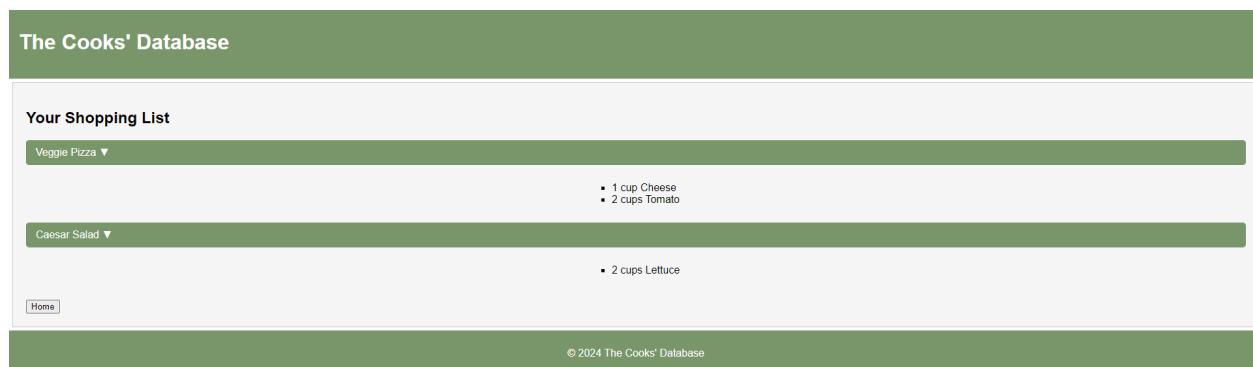 The Cooks' Database
Your Shopping List
Veggie Pizza ▼
▪ 1 cup Cheese
▪ 2 cups Tomato
Caesar Salad ▼
▪ 2 cups Lettuce
Home
© 2024 The Cooks' Database